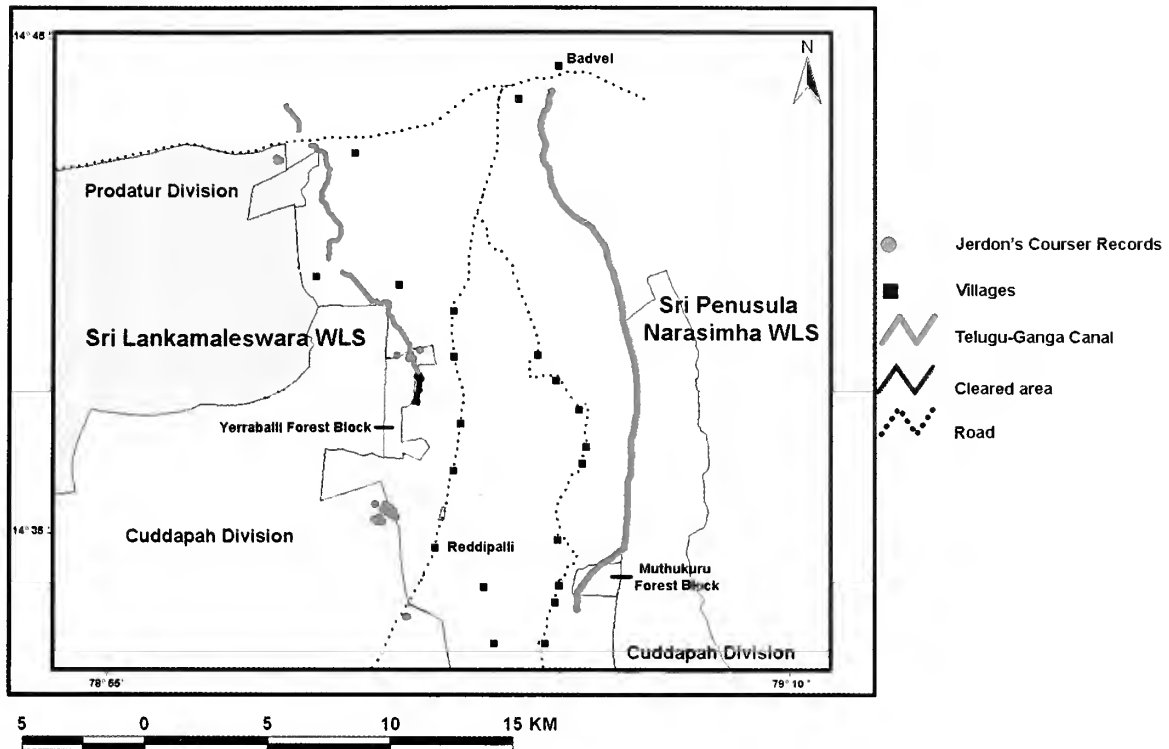 14° 45
Badvel
N
Prodatur Division
Jerdon's Courser Records
Villages
Sri Penusula
Narasimha WLS
Sri Lankamaleswara WLS
Telugu-Ganga Canal
Cleared area
Yerraballi Forest Block
Road
14° 35
Cuddapah Division
Reddipalli
Muthukuru
Forest Block
Cuddapah Division
78° 55
79° 10
5 0 5 10 15 KM